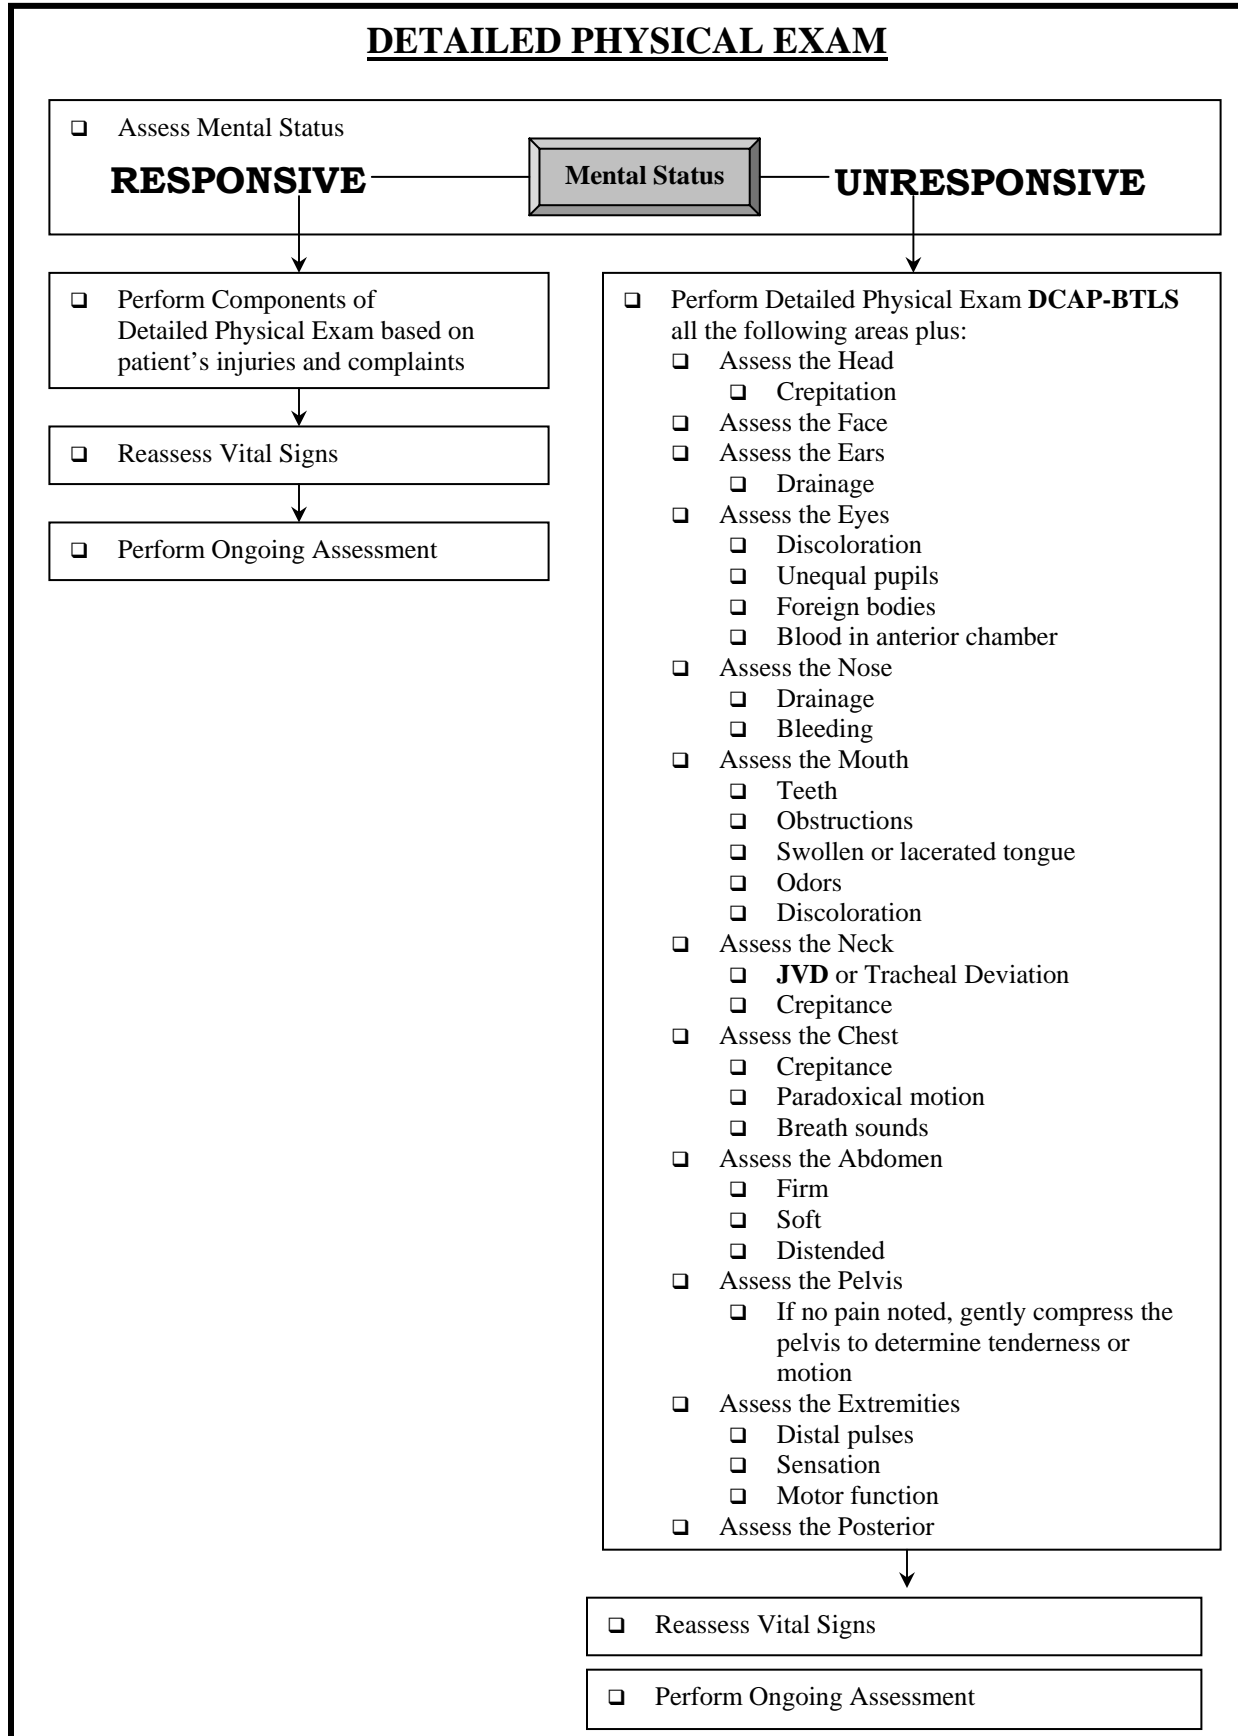 DETAILED PHYSICAL EXAM
❑ Assess Mental Status
RESPONSIVE
Mental Status
UNRESPONSIVE
❑ Perform Components of
Detailed Physical Exam based on
patient’s injuries and complaints
❑ Reassess Vital Signs
❑ Perform Ongoing Assessment
❑ Perform Detailed Physical Exam DCAP-BTLS
all the following areas plus:
❑ Assess the Head
❑ Crepitation
❑ Assess the Face
❑ Assess the Ears
❑ Drainage
❑ Assess the Eyes
❑ Discoloration
❑ Unequal pupils
❑ Foreign bodies
❑ Blood in anterior chamber
❑ Assess the Nose
❑ Drainage
❑ Bleeding
❑ Assess the Mouth
❑ Teeth
❑ Obstructions
❑ Swollen or lacerated tongue
❑ Odors
❑ Discoloration
❑ Assess the Neck
❑ JVD or Tracheal Deviation
❑ Crepitance
❑ Assess the Chest
❑ Crepitance
❑ Paradoxical motion
❑ Breath sounds
❑ Assess the Abdomen
❑ Firm
❑ Soft
❑ Distended
❑ Assess the Pelvis
❑ If no pain noted, gently compress the
pelvis to determine tenderness or
motion
❑ Assess the Extremities
❑ Distal pulses
❑ Sensation
❑ Motor function
❑ Assess the Posterior
❑ Reassess Vital Signs
❑ Perform Ongoing Assessment